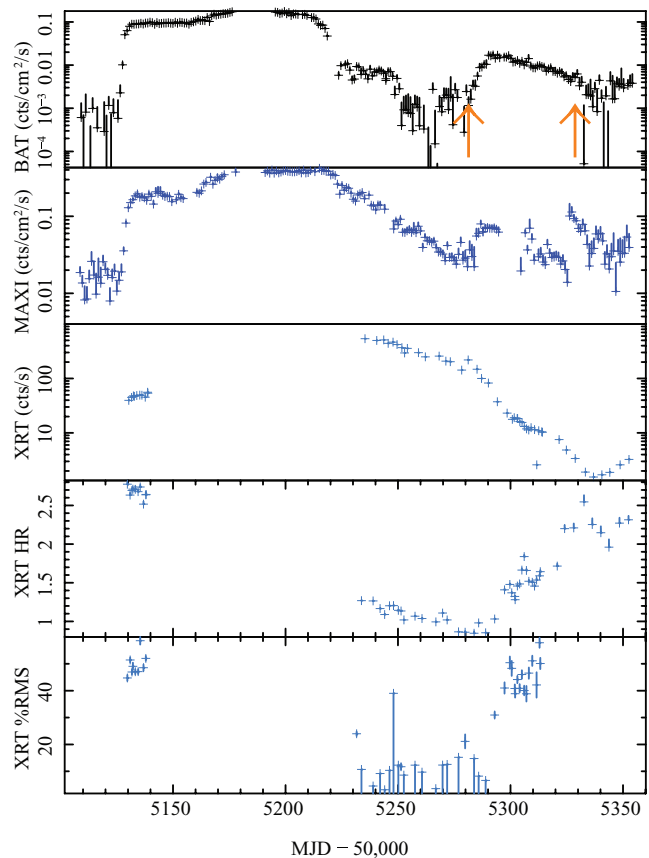 BAT (cts/cm²/s)
0.1
0.01
10⁻³
10⁻⁴
MAXI (cts/cm²/s)
0.1
0.01
XRT (cts/s)
100
10
XRT HR
2.5
2
1.5
1
XRT %RMS
40
20
5150 5200 5250 5300 5350
MJD − 50,000